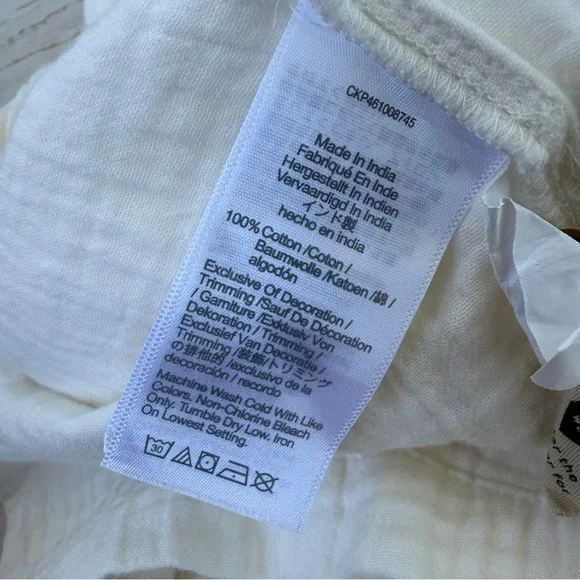 CKP461008745
Made In India
Fabriqué En Inde
Hergestellt In Indien
Vervaardigd In India
インド製
hecho en india
100% Cotton /Coton /
Baumwolle /Katoen /綿 /
algodón
Exclusive Of Decoration /
Trimming /Sauf De Décoration
/ Garniture /Exklusiv Von
Dekoration / Trimming /
Exclusief Van Decoratie /
Trimming /装飾/トリミング
の排他的/exclusivo de la
decoración / recordo
Machine Wash Cold With Like
Colors. Non-Chlorine Bleach
Only. Tumble Dry Low. Iron
On Lowest Setting.
30
the
for